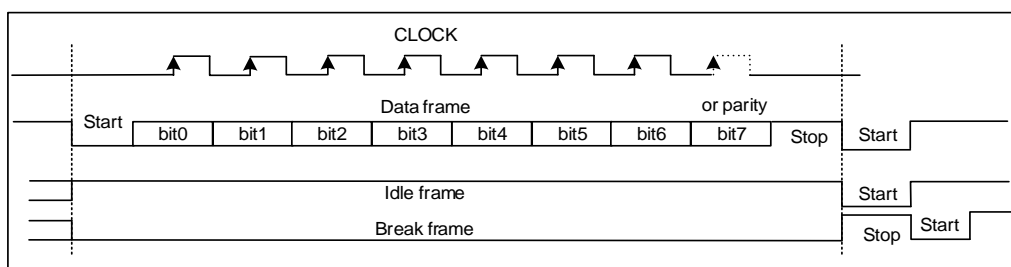 CLOCK
Data frame
or parity
Start bit0 bit1 bit2 bit3 bit4 bit5 bit6 bit7 Stop Start
Idle frame Start
Break frame Stop Start